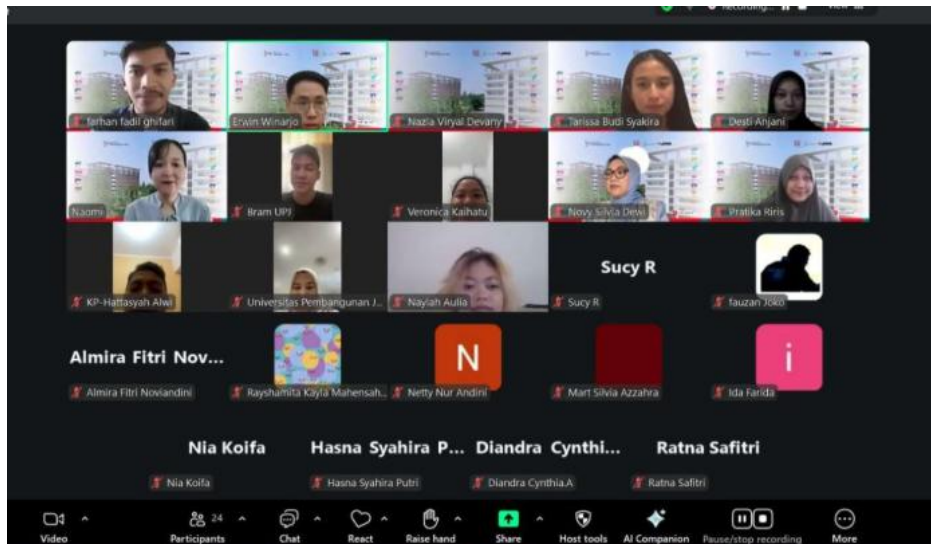 Recording...
View
farhan fadil ghifari
Erwin Winarjo
Nazla Viryal Devany
Tarissa Budi Syakira
Desti Anjani
Naomi
Bram UPJ
Veronica Kaihatu
Novy Silvia Dewi
Pratika Riris
KP-Hattasyah Alwi
Universitas Pembangunan J...
Naylah Aulia
Sucy R
Sucy R
fauzan Joko
Almira Fitri Nov...
N
i
Almira Fitri Noviandini
Rayshamita Kayla Mahensah...
Netty Nur Andini
Mart Silvia Azzahra
Ida Farida
Nia Koifa
Hasna Syahira P...
Diandra Cynthi...
Ratna Safitri
Nia Koifa
Hasna Syahira Putri
Diandra Cynthia.A
Ratna Safitri
24
Video
Participants
Chat
React
Raise hand
Share
Host tools
AI Companion
Pause/stop recording
More